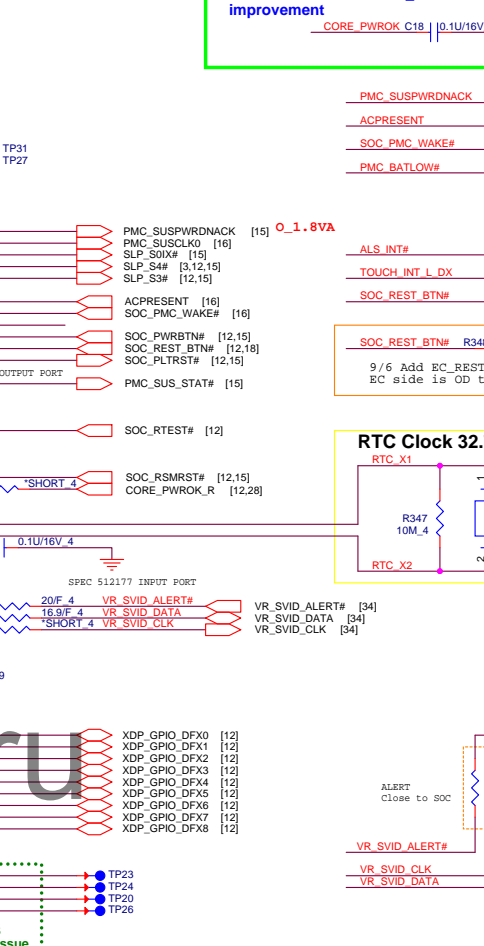 improvement
CORE_PWROK C18 0.1U/16V
PMC_SUSPWRDNACK
ACPRESENT
SOC_PMC_WAKE#
PMC_BATLOW#
TP31
TP27
PMC_SUSPWRDNACK [15] O_1.8VA
PMC_SUSCLK0 [16]
SLP_S0IX# [15]
SLP_S4# [3,12,15]
SLP_S3# [12,15]
ALS_INT#
TOUCH_INT_L_DX
SOC_REST_BTN#
ACPRESENT [16]
SOC_PMC_WAKE# [16]
SOC_PWRBTN# [12,15]
SOC_REST_BTN# [12,18]
SOC_PLTRST# [12,15]
OUTPUT PORT
PMC_SUS_STAT# [15]
SOC_REST_BTN# R348
9/6 Add EC_REST
EC side is OD t
SOC_RTEST# [12]
RTC Clock 32.
RTC_X1
*SHORT_4
SOC_RSMRST# [12,15]
CORE_PWROK_R [12,28]
R347
10M_4
1
2
RTC_X2
0.1U/16V_4
SPEC 512177 INPUT PORT
20/F_4 VR_SVID_ALERT# VR_SVID_ALERT# [34]
16.9/F_4 VR_SVID_DATA VR_SVID_DATA [34]
*SHORT_4 VR_SVID_CLK VR_SVID_CLK [34]
9
ru
XDP_GPIO_DFX0 [12]
XDP_GPIO_DFX1 [12]
XDP_GPIO_DFX2 [12]
XDP_GPIO_DFX3 [12]
XDP_GPIO_DFX4 [12]
XDP_GPIO_DFX5 [12]
XDP_GPIO_DFX6 [12]
XDP_GPIO_DFX7 [12]
XDP_GPIO_DFX8 [12]
ALERT
Close to SOC
VR_SVID_ALERT#
VR_SVID_CLK
VR_SVID_DATA
TP23
TP24
TP20
TP26
ssue